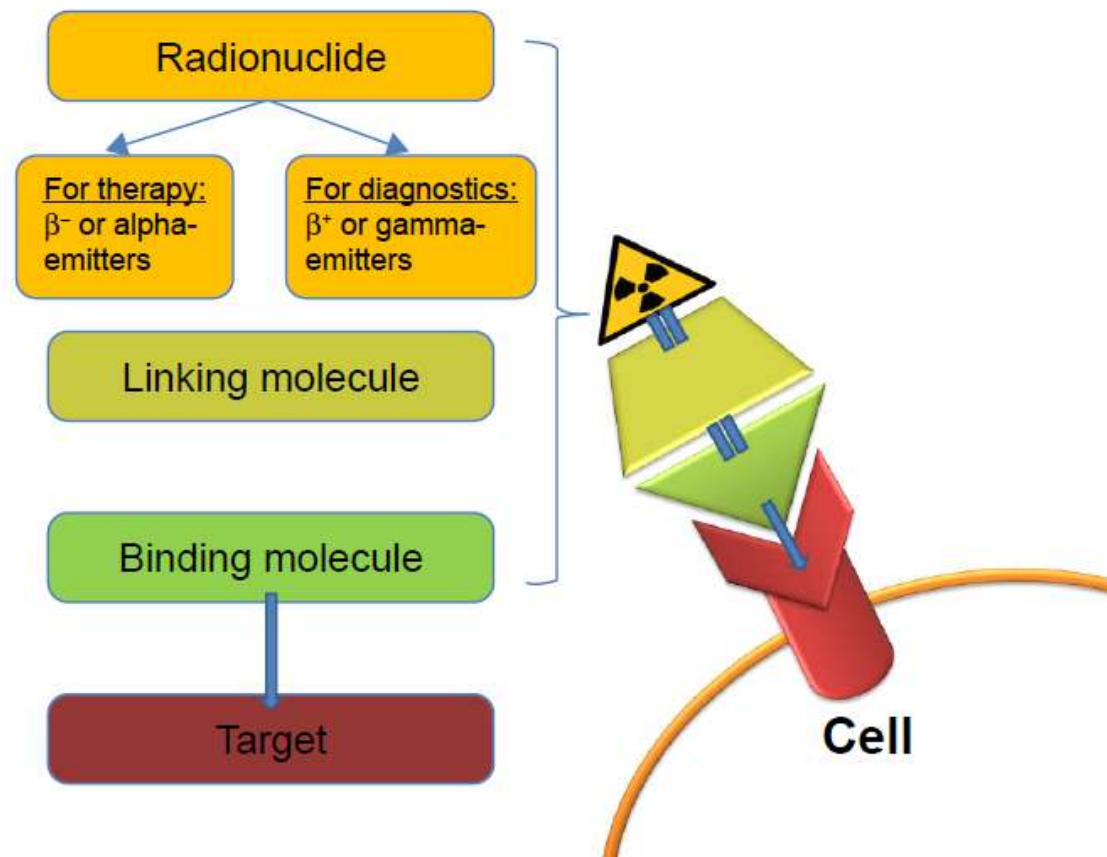 Radionuclide
For therapy:
β⁻ or alpha-
emitters
For diagnostics:
β⁺ or gamma-
emitters
Linking molecule
Binding molecule
Target
Cell